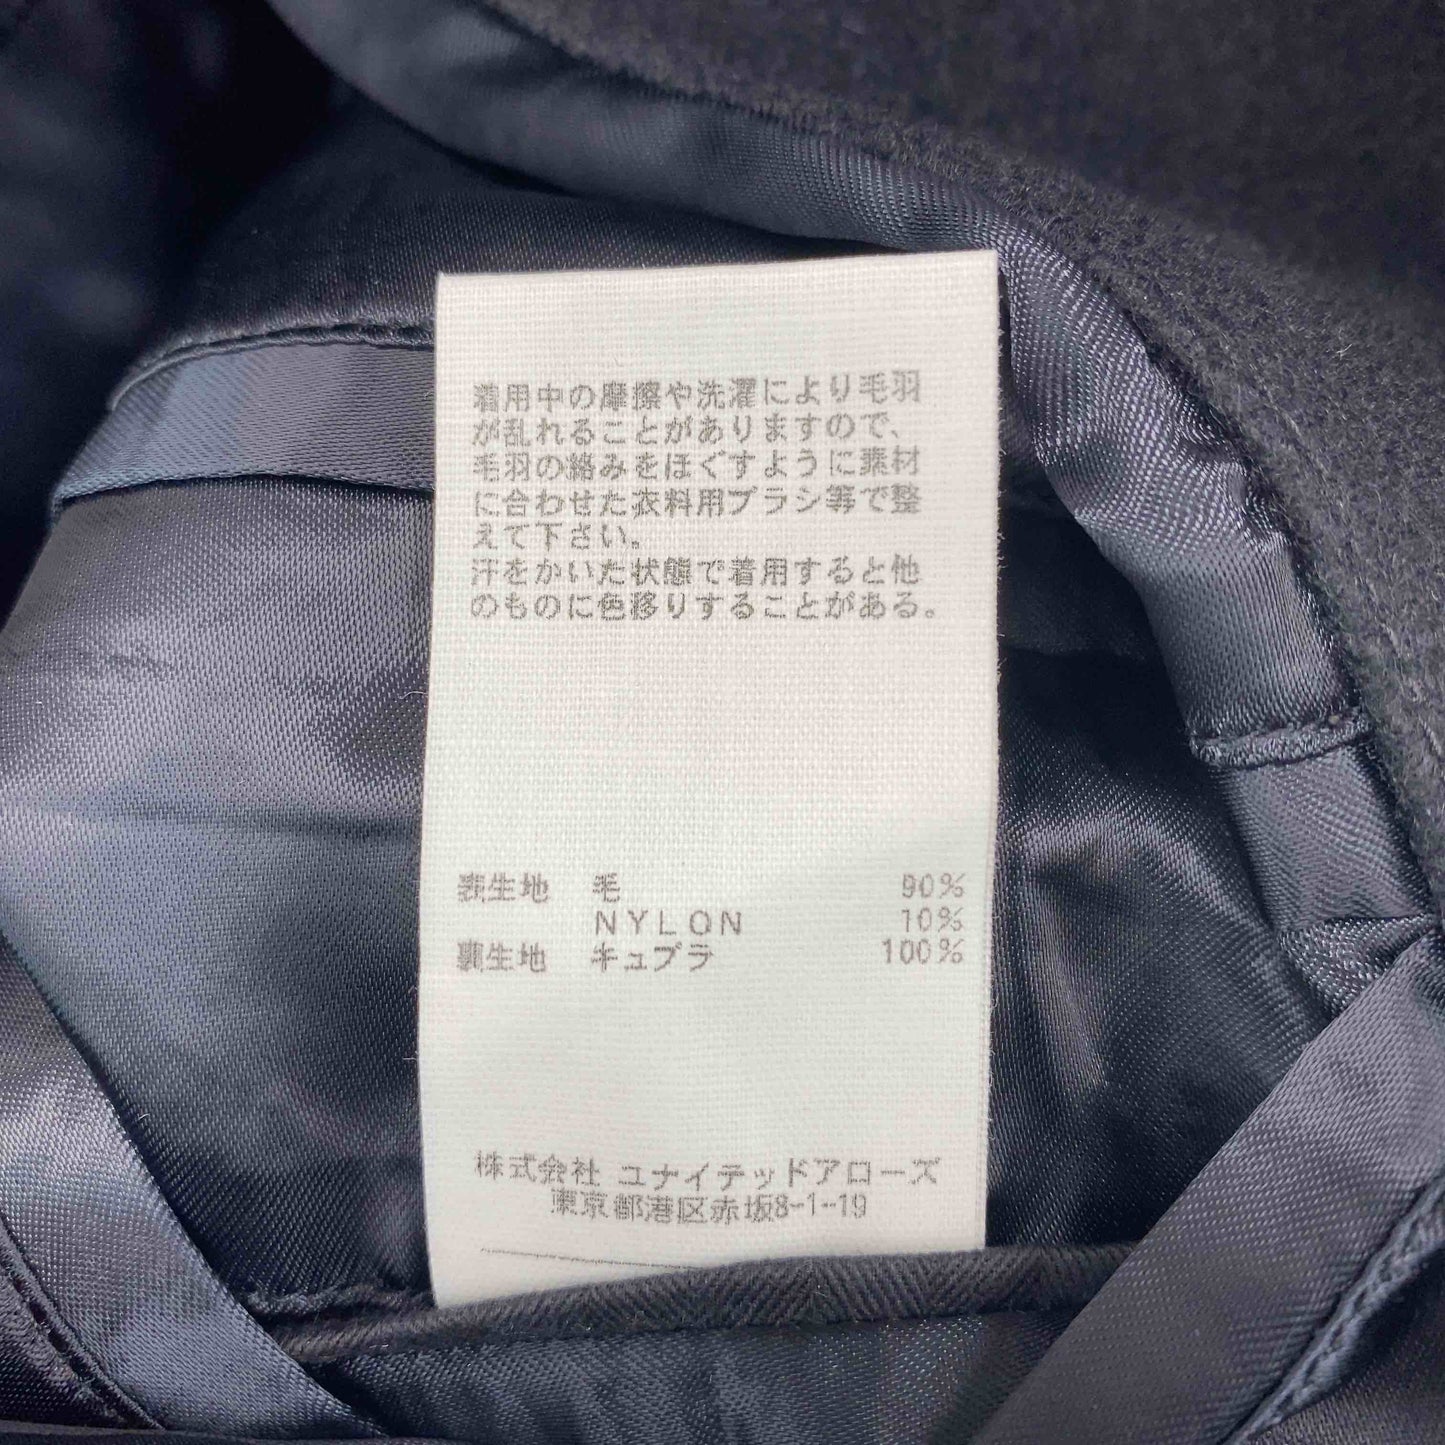 着用中の摩擦や洗濯により毛羽
が乱れることがありますので、
毛羽の絡みをほぐすように素材
に合わせた衣料用ブラシ等で整
えて下さい。
汗をかいた状態で着用すると他
のものに色移りすることがある。
表生地 毛 90%
NYLON 10%
裏生地 キュプラ 100%
株式会社 ユナイテッドアローズ
東京都港区赤坂8-1-19